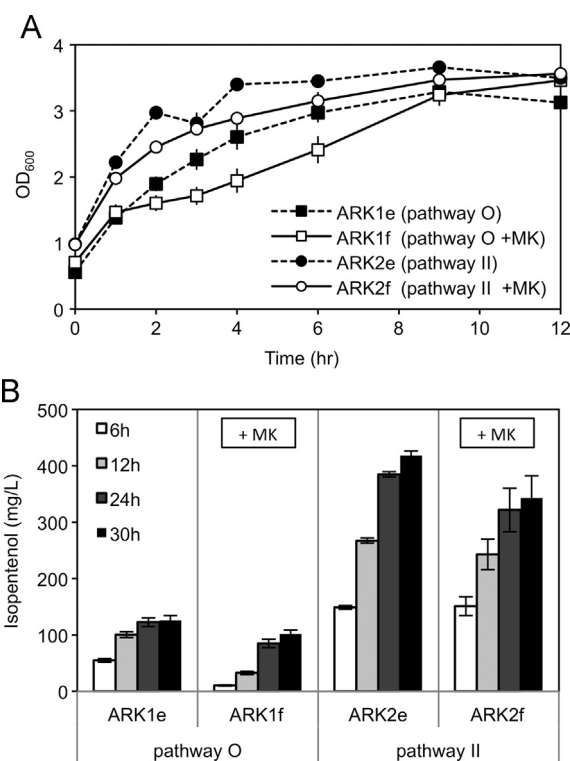 A
4
3
2
1
0
OD600
0 2 4 6 8 10 12
Time (hr)
ARK1e (pathway O)
ARK1f (pathway O +MK)
ARK2e (pathway II)
ARK2f (pathway II +MK)
B
500
400
300
200
100
0
Isopentenol (mg/L)
6h
12h
24h
30h
+ MK
+ MK
ARK1e ARK1f ARK2e ARK2f
pathway O pathway II